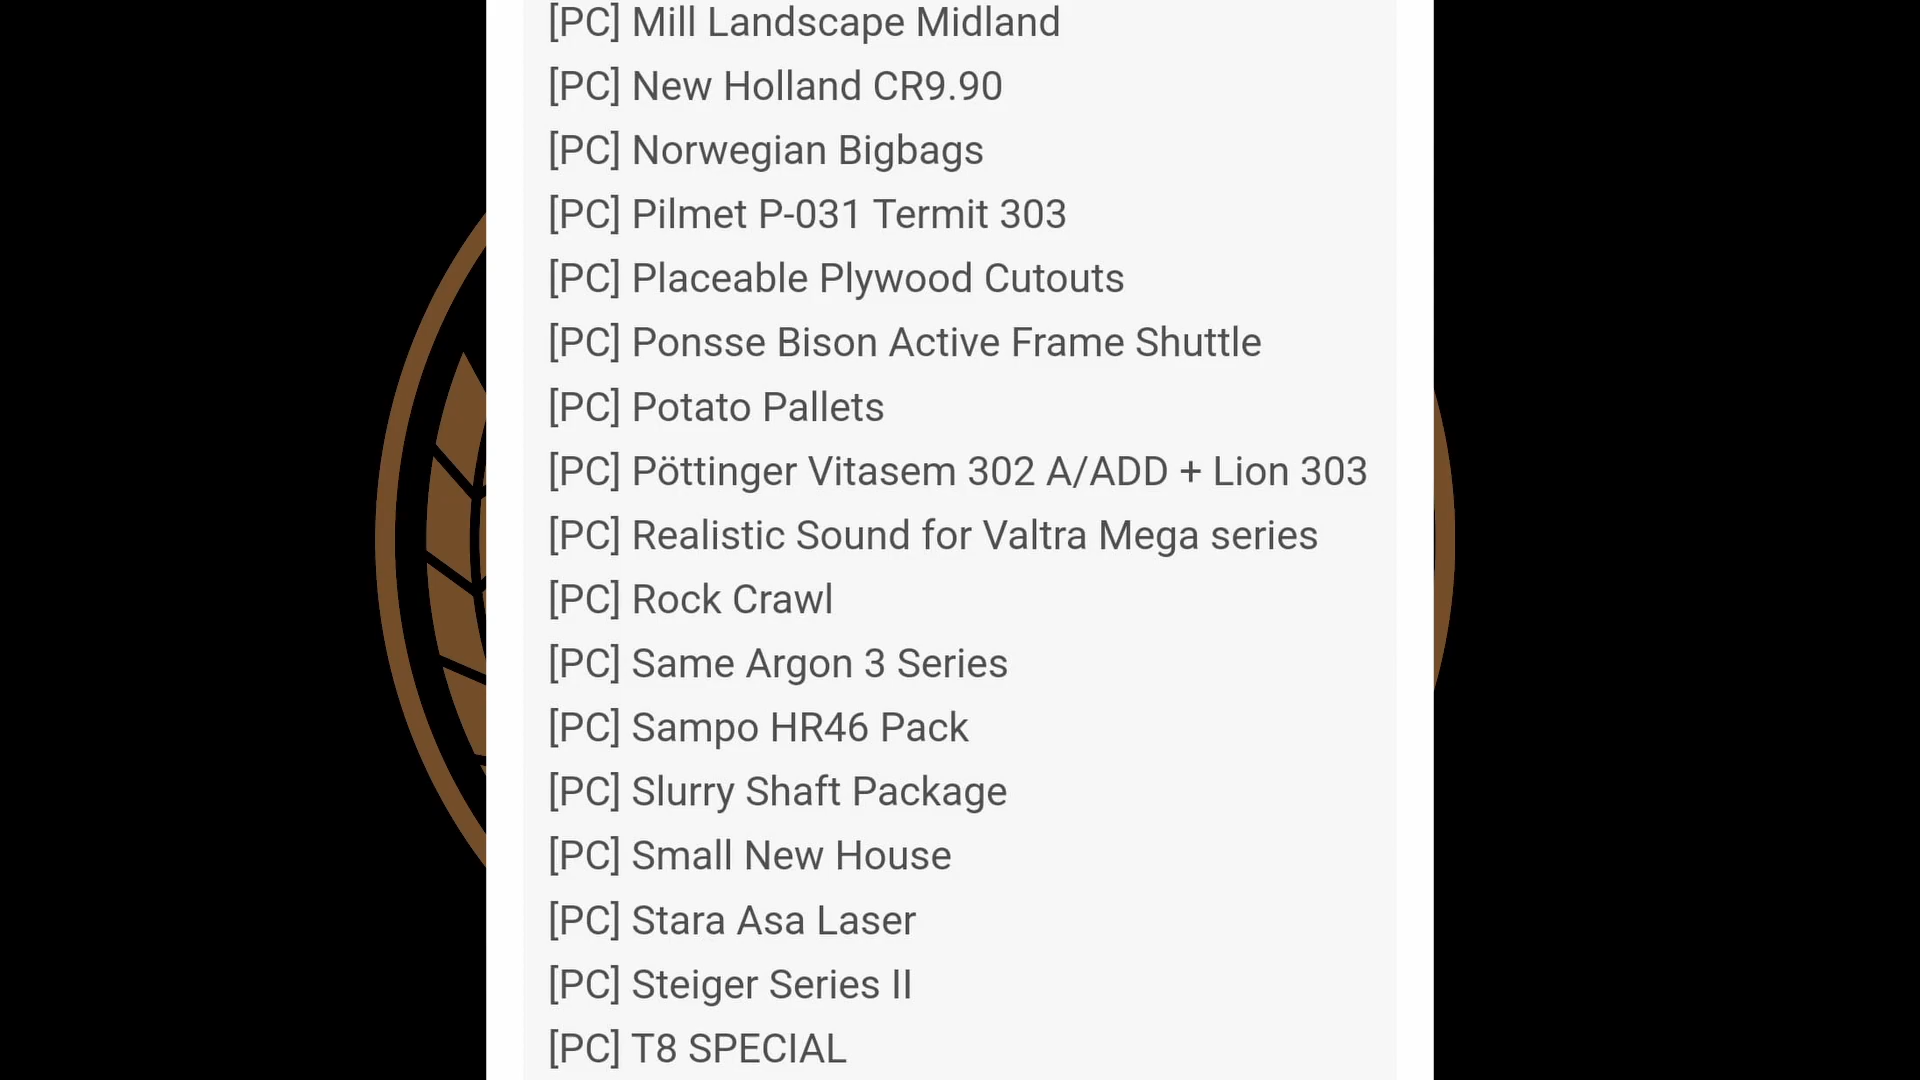 [PC] Mill Landscape Midland
[PC] New Holland CR9.90
[PC] Norwegian Bigbags
[PC] Pilmet P-031 Termit 303
[PC] Placeable Plywood Cutouts
[PC] Ponsse Bison Active Frame Shuttle
[PC] Potato Pallets
[PC] Pöttinger Vitasem 302 A/ADD + Lion 303
[PC] Realistic Sound for Valtra Mega series
[PC] Rock Crawl
[PC] Same Argon 3 Series
[PC] Sampo HR46 Pack
[PC] Slurry Shaft Package
[PC] Small New House
[PC] Stara Asa Laser
[PC] Steiger Series II
[PC] T8 SPECIAL